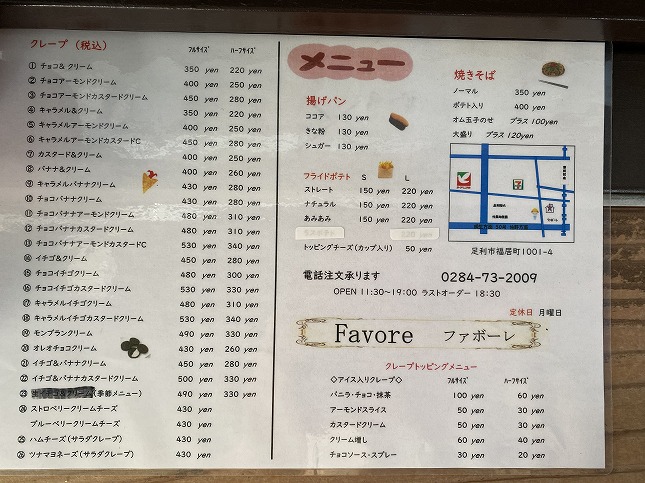 クレープ（税込） フルサイズ ハーフサイズ
① チョコ&クリーム 350 yen 220 yen
② チョコアーモンドクリーム 400 yen 250 yen
③ チョコアーモンドカスタードクリーム 450 yen 280 yen
④ キャラメル&クリーム 350 yen 220 yen
⑤ キャラメルアーモンドクリーム 400 yen 250 yen
⑥ キャラメルアーモンドカスタードC 450 yen 280 yen
⑦ カスタード&クリーム 400 yen 250 yen
⑧ バナナ&クリーム 400 yen 260 yen
⑨ キャラメルバナナクリーム 430 yen 280 yen
⑩ チョコバナナクリーム 430 yen 280 yen
⑪ チョコバナナアーモンドクリーム 480 yen 310 yen
⑫ チョコバナナカスタードクリーム 480 yen 310 yen
⑬ チョコバナナアーモンドカスタードC 530 yen 340 yen
⑭ イチゴ&クリーム 450 yen 280 yen
⑮ チョコイチゴクリーム 480 yen 300 yen
⑯ チョコイチゴカスタードクリーム 530 yen 330 yen
⑰ キャラメルイチゴクリーム 480 yen 310 yen
⑱ キャラメルイチゴカスタードクリーム 530 yen 340 yen
⑲ モンブランクリーム 490 yen 330 yen
⑳ オレオチョコクリーム 430 yen 260 yen
㉑ イチゴ&バナナクリーム 450 yen 280 yen
㉒ イチゴ&バナナカスタードクリーム 500 yen 330 yen
㉓ (季節メニュー) 490 yen 330 yen
㉔ ストロベリークリームチーズ 430 yen
ブルーベリークリームチーズ 430 yen
㉕ ハムチーズ（サラダクレープ） 430 yen
㉖ ツナマヨネーズ（サラダクレープ） 430 yen
メニュー
揚げパン
ココア 130 yen
きな粉 130 yen
シュガー 130 yen
フライドポテト S L
ストレート 150 yen 220 yen
ナチュラル 150 yen 220 yen
あみあみ 150 yen 220 yen
トッピングチーズ（カップ入り） 50 yen
焼きそば
ノーマル 350 yen
ポテト入り 400 yen
オム玉子のせ プラス 100yen
大盛り プラス 120yen
足利市福居町1001-4
電話注文承ります 0284-73-2009
OPEN 11:30～19:00 ラストオーダー 18:30
定休日 月曜日
Favore ファボーレ
クレープトッピングメニュー
◇アイス入りクレープ◇ フルサイズ ハーフサイズ
バニラ・チョコ・抹茶 100 yen 60 yen
アーモンドスライス 50 yen 30 yen
カスタードクリーム 50 yen 30 yen
クリーム増し 60 yen 40 yen
チョコソース・スプレー 30 yen 20 yen